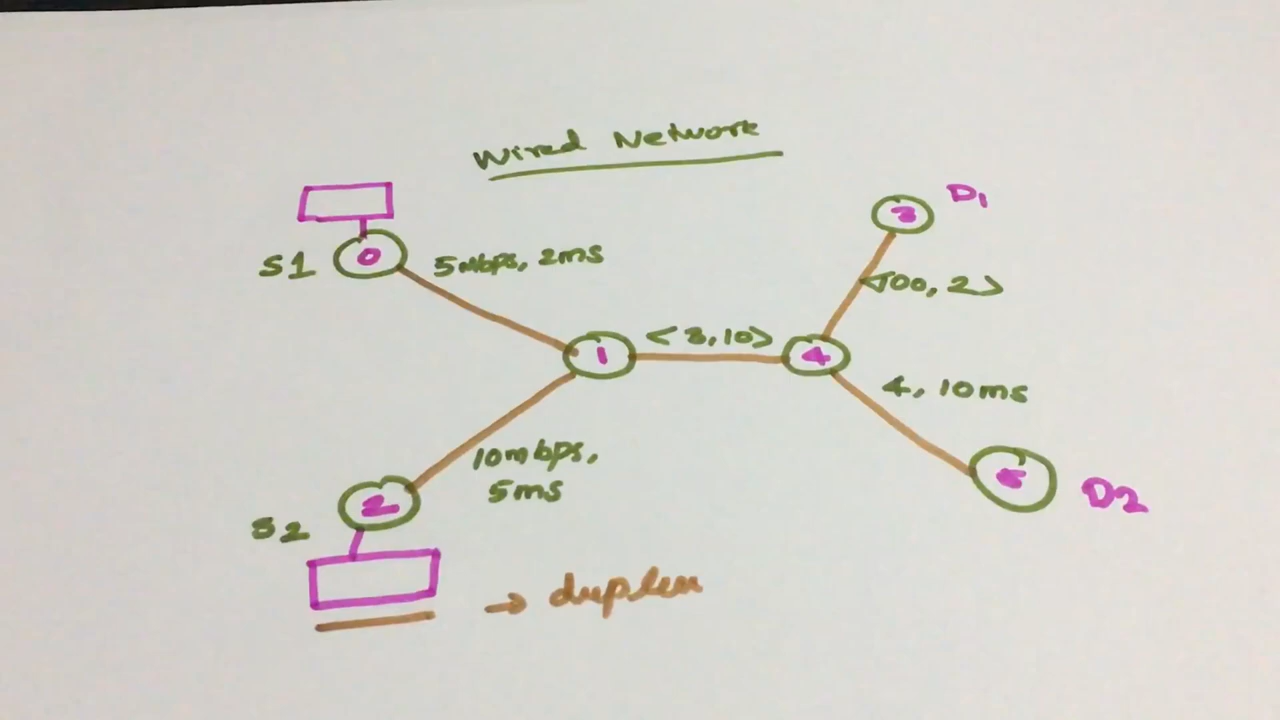 Wired Network
D1
S1
0
5Mbps, 2ms
3
<100, 2>
1
<3, 10>
4
4, 10ms
10mbps,
5ms
S2
2
5
D2
→ duplex